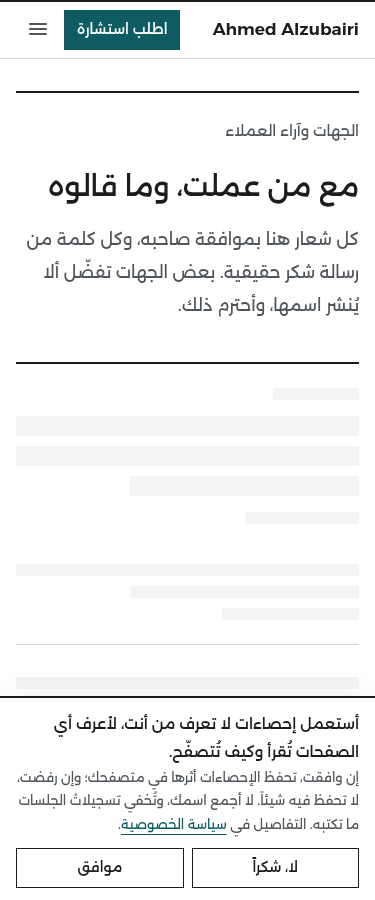 Ahmed Alzubairi
اطلب استشارة
الجهات وآراء العملاء
مع من عملت، وما قالوه
كل شعار هنا بموافقة صاحبه، وكل كلمة من
رسالة شكر حقيقية. بعض الجهات تفضّل ألا
يُنشر اسمها، وأحترم ذلك.
أستعمل إحصاءات لا تعرف من أنت، لأعرف أي
الصفحات تُقرأ وكيف تُتصفّح.
إن وافقت، تحفظ الإحصاءات أثرها في متصفحك؛ وإن رفضت،
لا تحفظ فيه شيئاً. لا أجمع اسمك، وتُخفي تسجيلاتُ الجلسات
ما تكتبه. التفاصيل في سياسة الخصوصية.
لا، شكراً
موافق